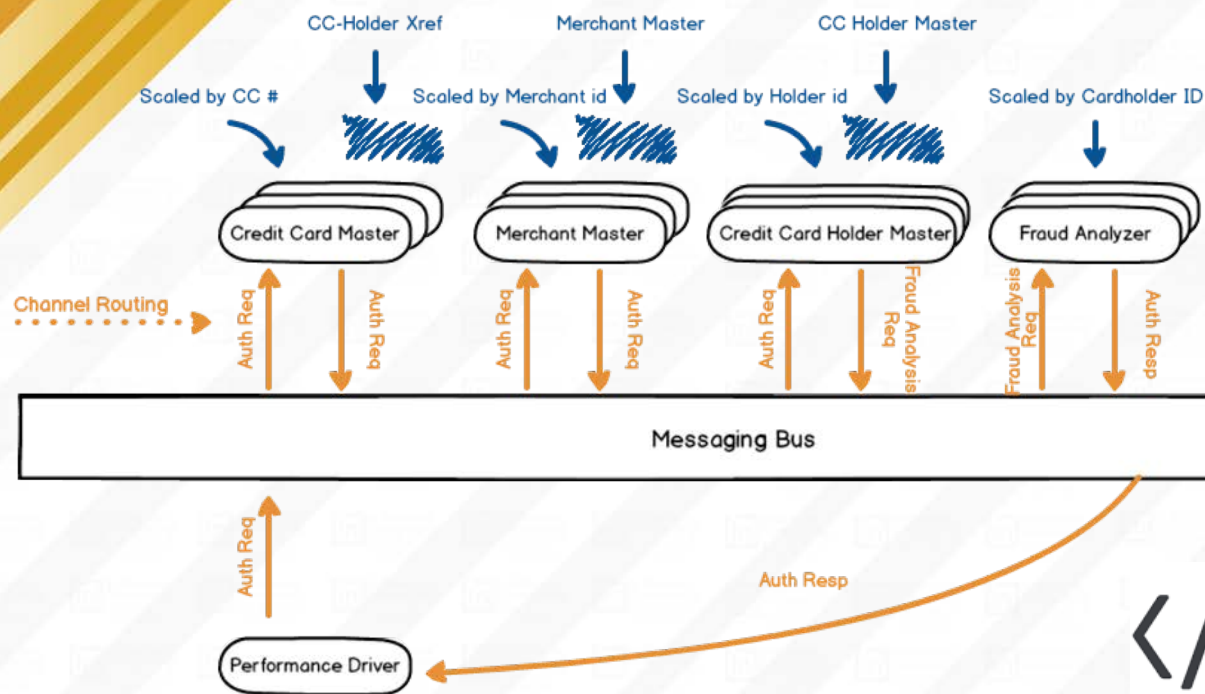 CC-Holder Xref
Merchant Master
CC Holder Master
Scaled by CC #
Scaled by Merchant id
Scaled by Holder id
Scaled by Cardholder ID
Credit Card Master
Merchant Master
Credit Card Holder Master
Fraud Analyzer
Channel Routing
Auth Req
Auth Req
Auth Req
Auth Req
Auth Req
Fraud Analysis
Req
Fraud Analysis
Req
Auth Resp
Messaging Bus
Auth Req
Auth Resp
Performance Driver